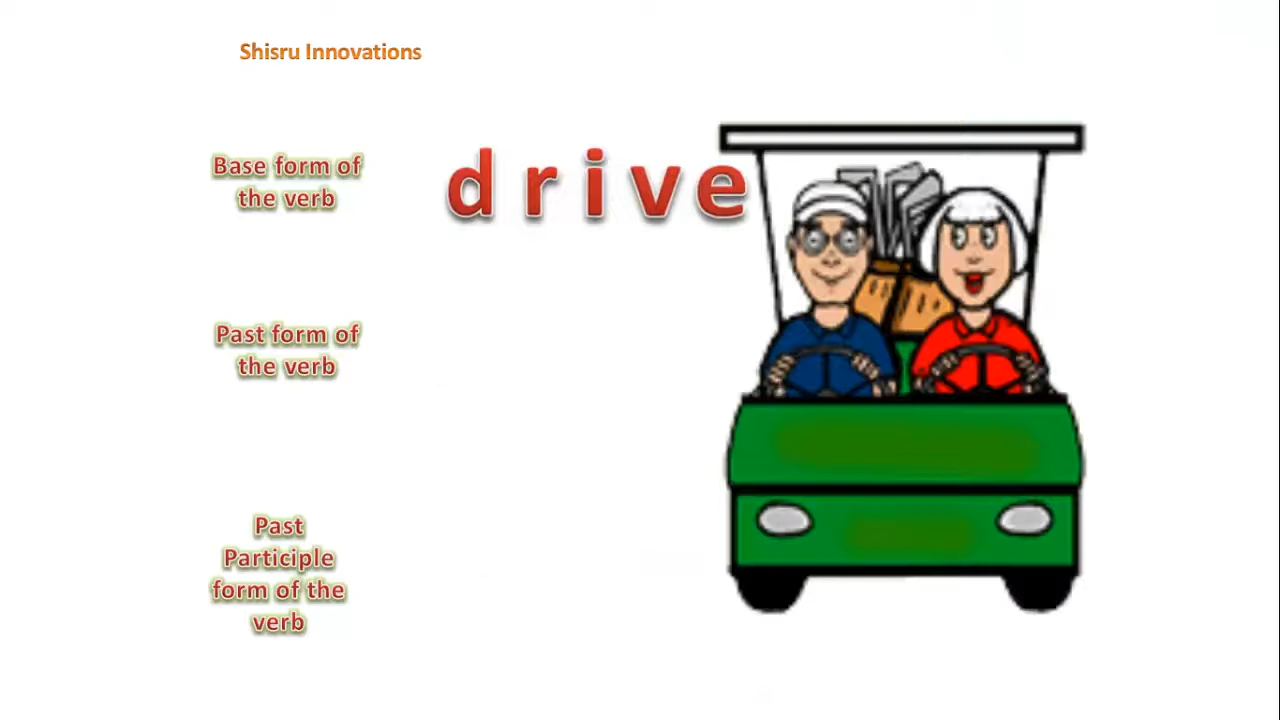 Shisru Innovations
Base form of
the verb
d r i v e
Past form of
the verb
Past
Participle
form of the
verb